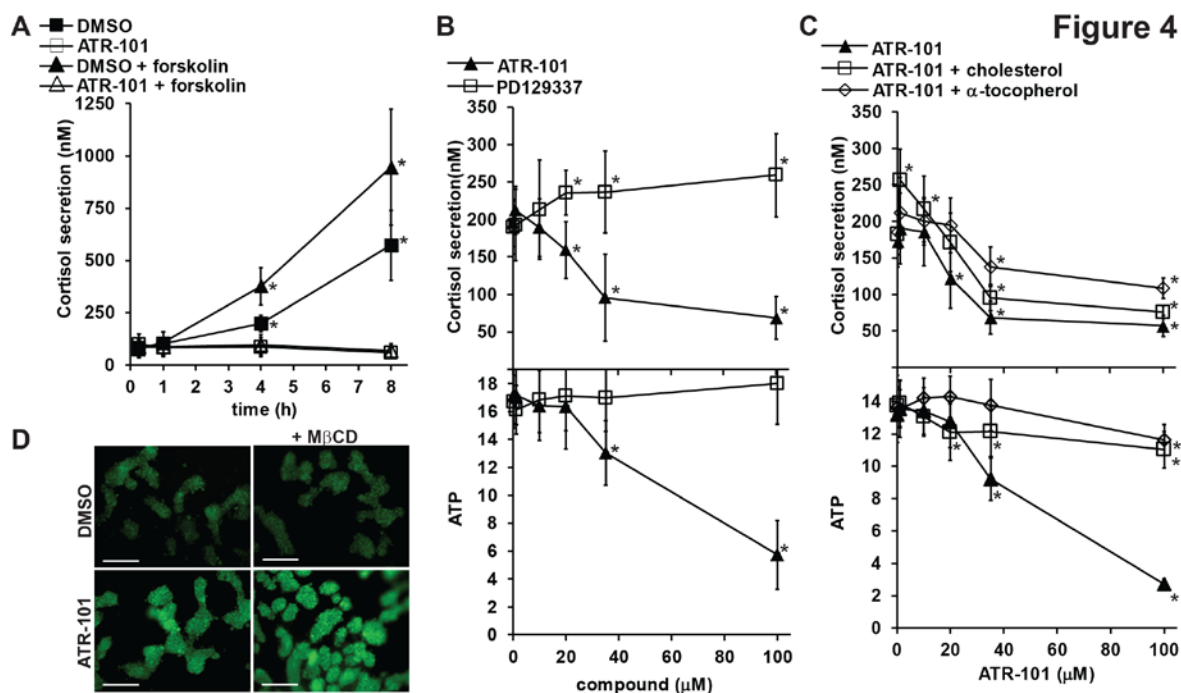 Figure 4
A
DMSO
ATR-101
DMSO + forskolin
ATR-101 + forskolin
Cortisol secretion (nM)
1250
1000
750
500
250
0
0 1 2 3 4 5 6 7 8
time (h)
*
*
*
*
B
ATR-101
PD129337
Cortisol secretion(nM)
300
250
200
150
100
50
*
*
*
*
*
*
ATP
18
16
14
12
10
8
6
4
2
0
*
*
0 20 40 60 80 100
compound (μM)
C
ATR-101
ATR-101 + cholesterol
ATR-101 + α-tocopherol
Cortisol secretion (nM)
300
250
200
150
100
50
*
*
*
*
*
*
*
*
*
ATP
14
12
10
8
6
4
2
0
*
*
*
*
*
*
0 20 40 60 80 100
ATR-101 (μM)
D
+ MβCD
DMSO
ATR-101